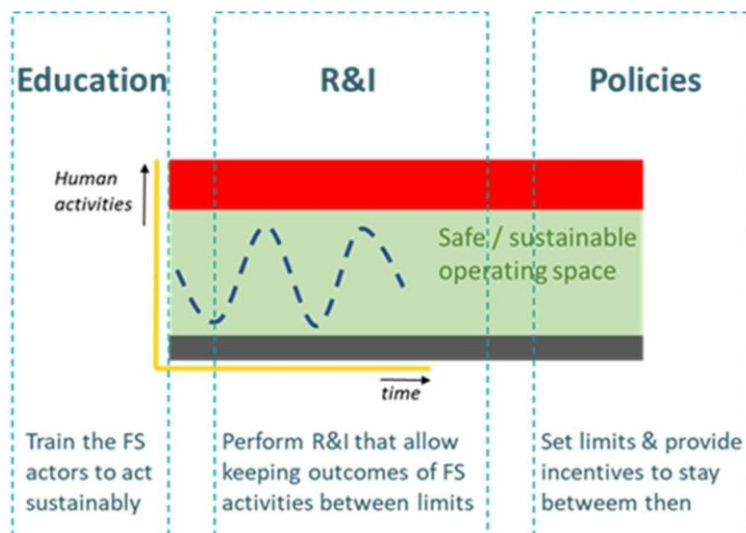 Education
R&I
Policies
Human
activities
Safe / sustainable
operating space
time
Train the FS
actors to act
sustainably
Perform R&I that allow
keeping outcomes of FS
activities between limits
Set limits & provide
incentives to stay
betweem then